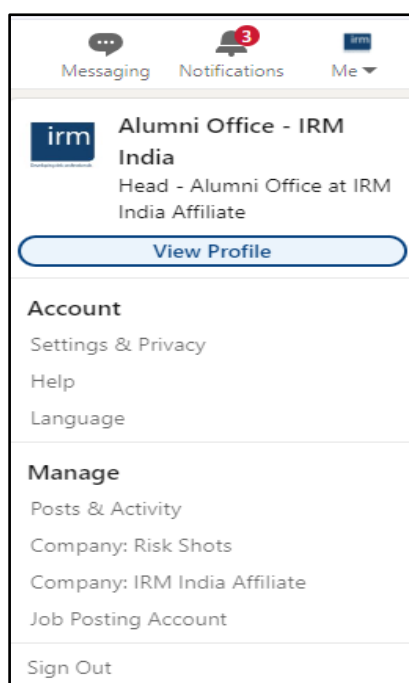 3
irm
Messaging Notifications Me
irm
Alumni Office - IRM
India
Head - Alumni Office at IRM
India Affiliate
View Profile
Account
Settings & Privacy
Help
Language
Manage
Posts & Activity
Company: Risk Shots
Company: IRM India Affiliate
Job Posting Account
Sign Out